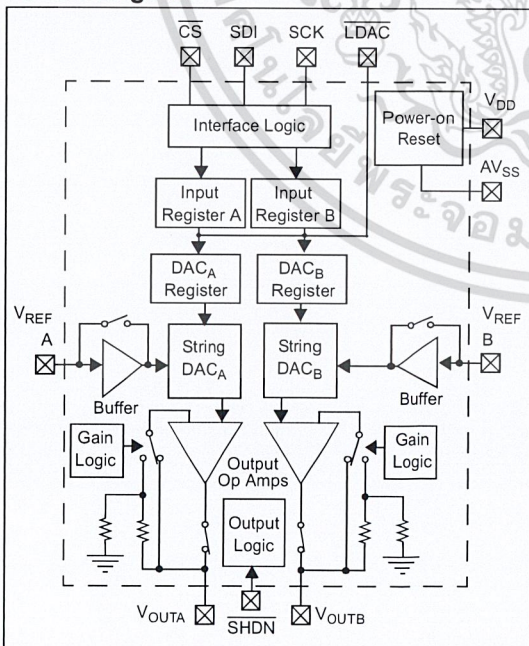 CS SDI SCK LDAC
Interface Logic
Power-on
Reset
VDD
AVSS
Input
Register A
Input
Register B
DACA
Register
DACB
Register
VREF
A
VREF
B
String
DACA
String
DACB
Buffer
Buffer
Gain
Logic
Output
Op Amps
Gain
Logic
Output
Logic
VOUTA
SHDN
VOUTB